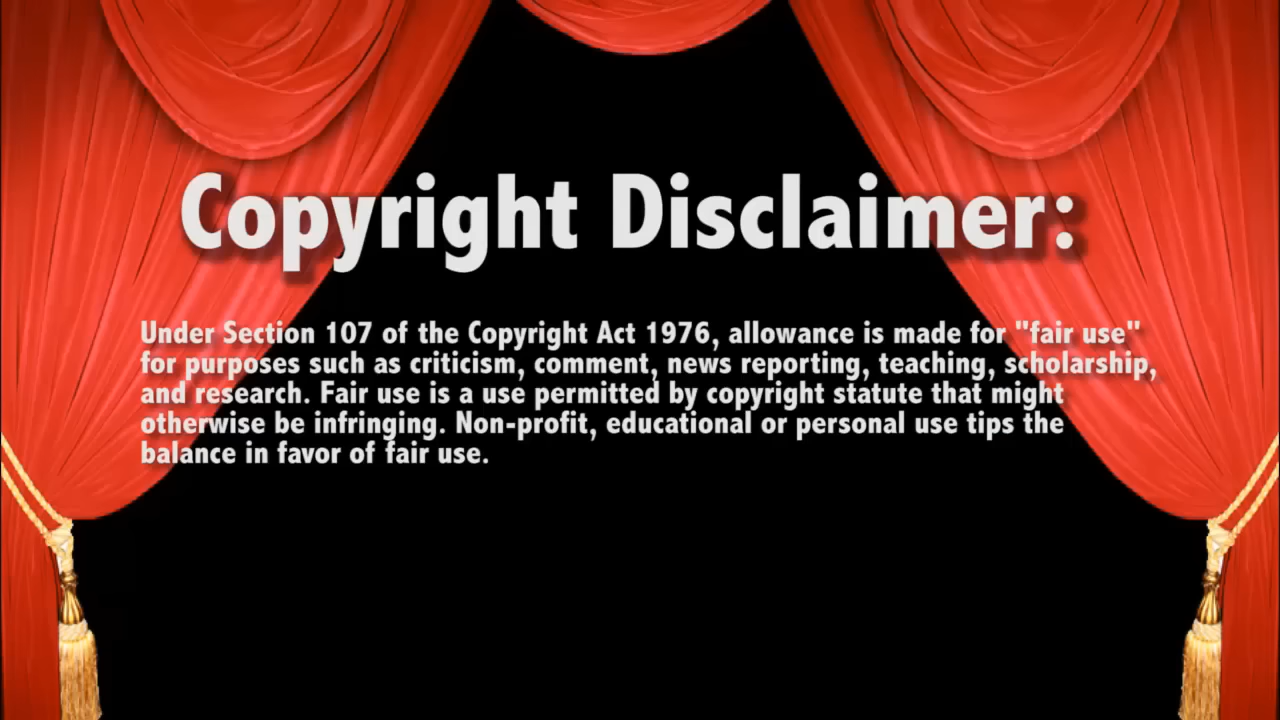 Copyright Disclaimer:
Under Section 107 of the Copyright Act 1976, allowance is made for "fair use"
for purposes such as criticism, comment, news reporting, teaching, scholarship,
and research. Fair use is a use permitted by copyright statute that might
otherwise be infringing. Non-profit, educational or personal use tips the
balance in favor of fair use.